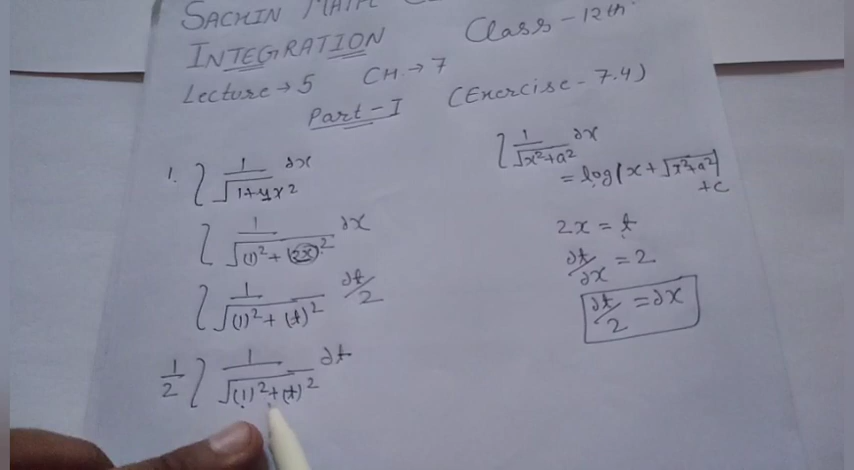 SACHIN MATH
INTEGRATION Class - 12th
Lecture → 5 CH. → 7
Part - I (Exercise - 7.4)
1. ∫ 1/√1+4x2 dx
∫ 1/√(1)² + (2x)² dx
∫ 1/√(1)² + (t)² dt/2
1/2 ∫ 1/√(1)² + (t)² dt
∫ 1/√x²+a² dx
= log |x + √x²+a²|
+ c
2x = t
dt/dx = 2
dt/2 = dx